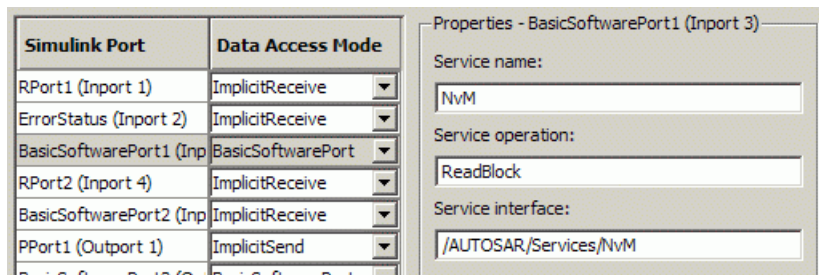 Simulink Port Data Access Mode
RPort1 (Inport 1) ImplicitReceive
ErrorStatus (Inport 2) ImplicitReceive
BasicSoftwarePort1 (Inp BasicSoftwarePort
RPort2 (Inport 4) ImplicitReceive
BasicSoftwarePort2 (Inp ImplicitReceive
PPort1 (Outport 1) ImplicitSend
Properties - BasicSoftwarePort1 (Inport 3)
Service name:
NvM
Service operation:
ReadBlock
Service interface:
/AUTOSAR/Services/NvM